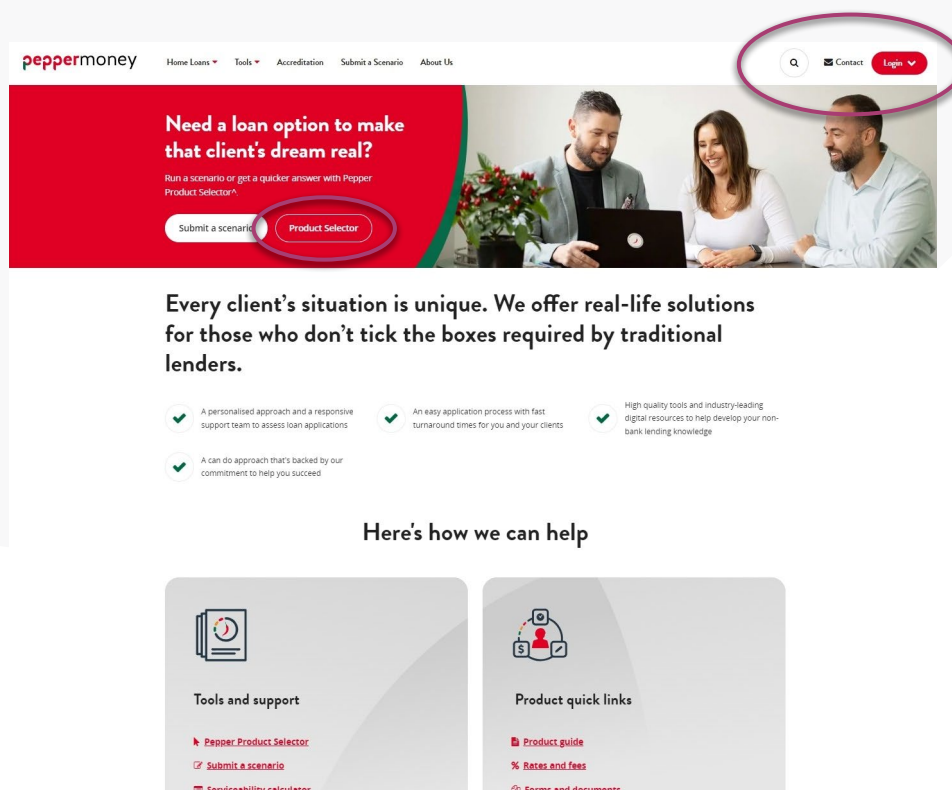 peppermoney
Home Loans Tools Accreditation Submit a Scenario About Us
Contact Login
Need a loan option to make
that client's dream real?
Run a scenario or get a quicker answer with Pepper
Product Selector^
Submit a scenario Product Selector
Every client’s situation is unique. We offer real-life solutions
for those who don’t tick the boxes required by traditional
lenders.
A personalised approach and a responsive
support team to assess loan applications
An easy application process with fast
turnaround times for you and your clients
High quality tools and industry-leading
digital resources to help develop your non-
bank lending knowledge
A can do approach that's backed by our
commitment to help you succeed
Here's how we can help
Tools and support
Pepper Product Selector
Submit a scenario
Serviceability calculator
Product quick links
Product guide
Rates and fees
Forms and documents